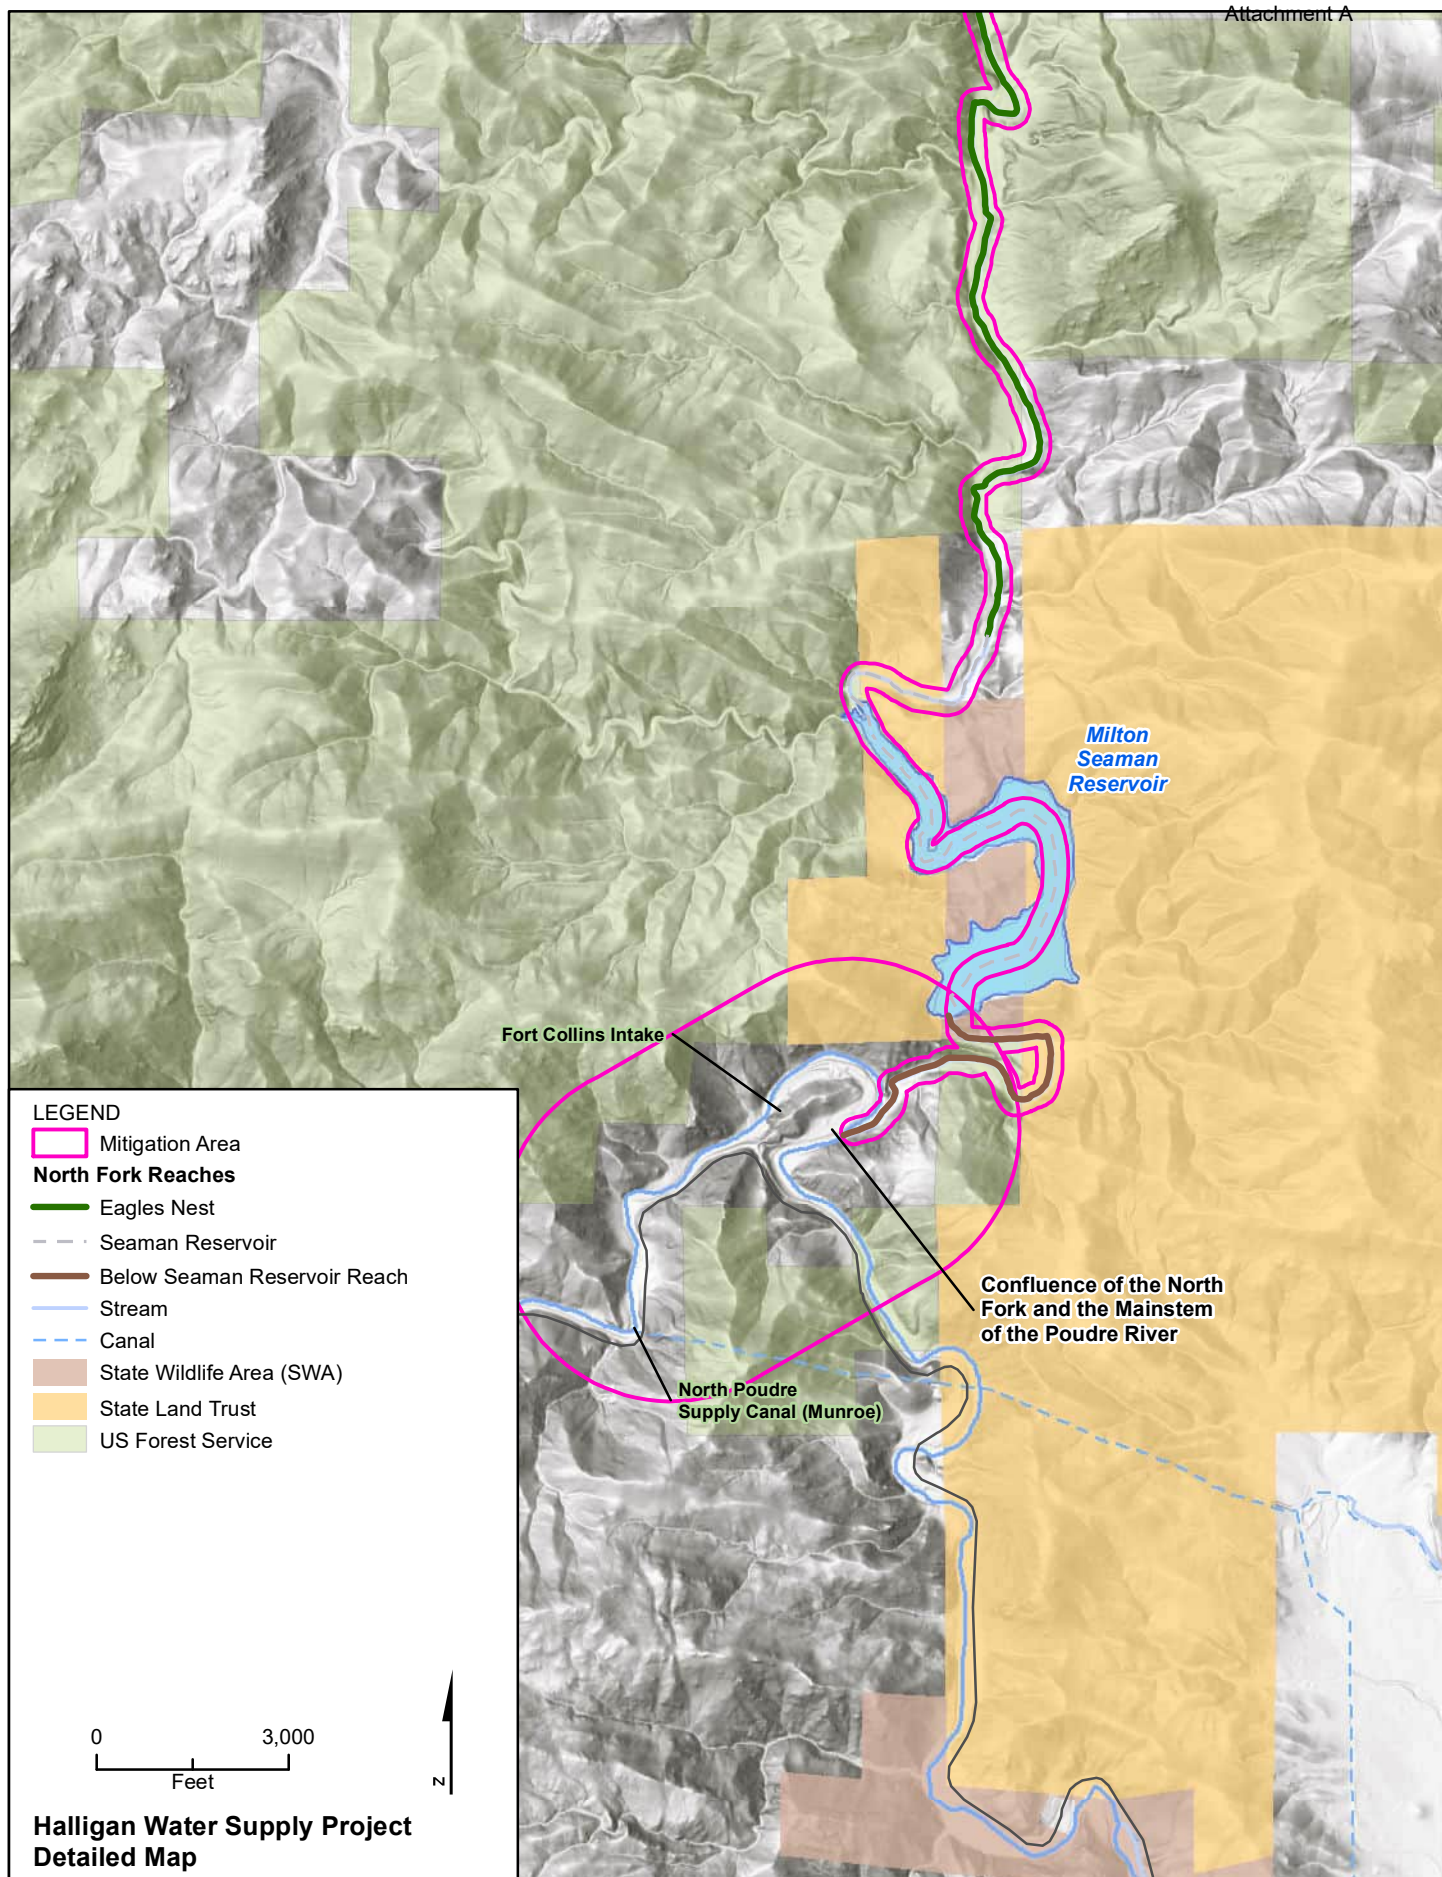 Attachment A
Milton
Seaman
Reservoir
Fort Collins Intake
Confluence of the North
Fork and the Mainstem
of the Poudre River
North Poudre
Supply Canal (Munroe)
LEGEND
Mitigation Area
North Fork Reaches
Eagles Nest
Seaman Reservoir
Below Seaman Reservoir Reach
Stream
Canal
State Wildlife Area (SWA)
State Land Trust
US Forest Service
0 3,000
Feet
N
Halligan Water Supply Project
Detailed Map